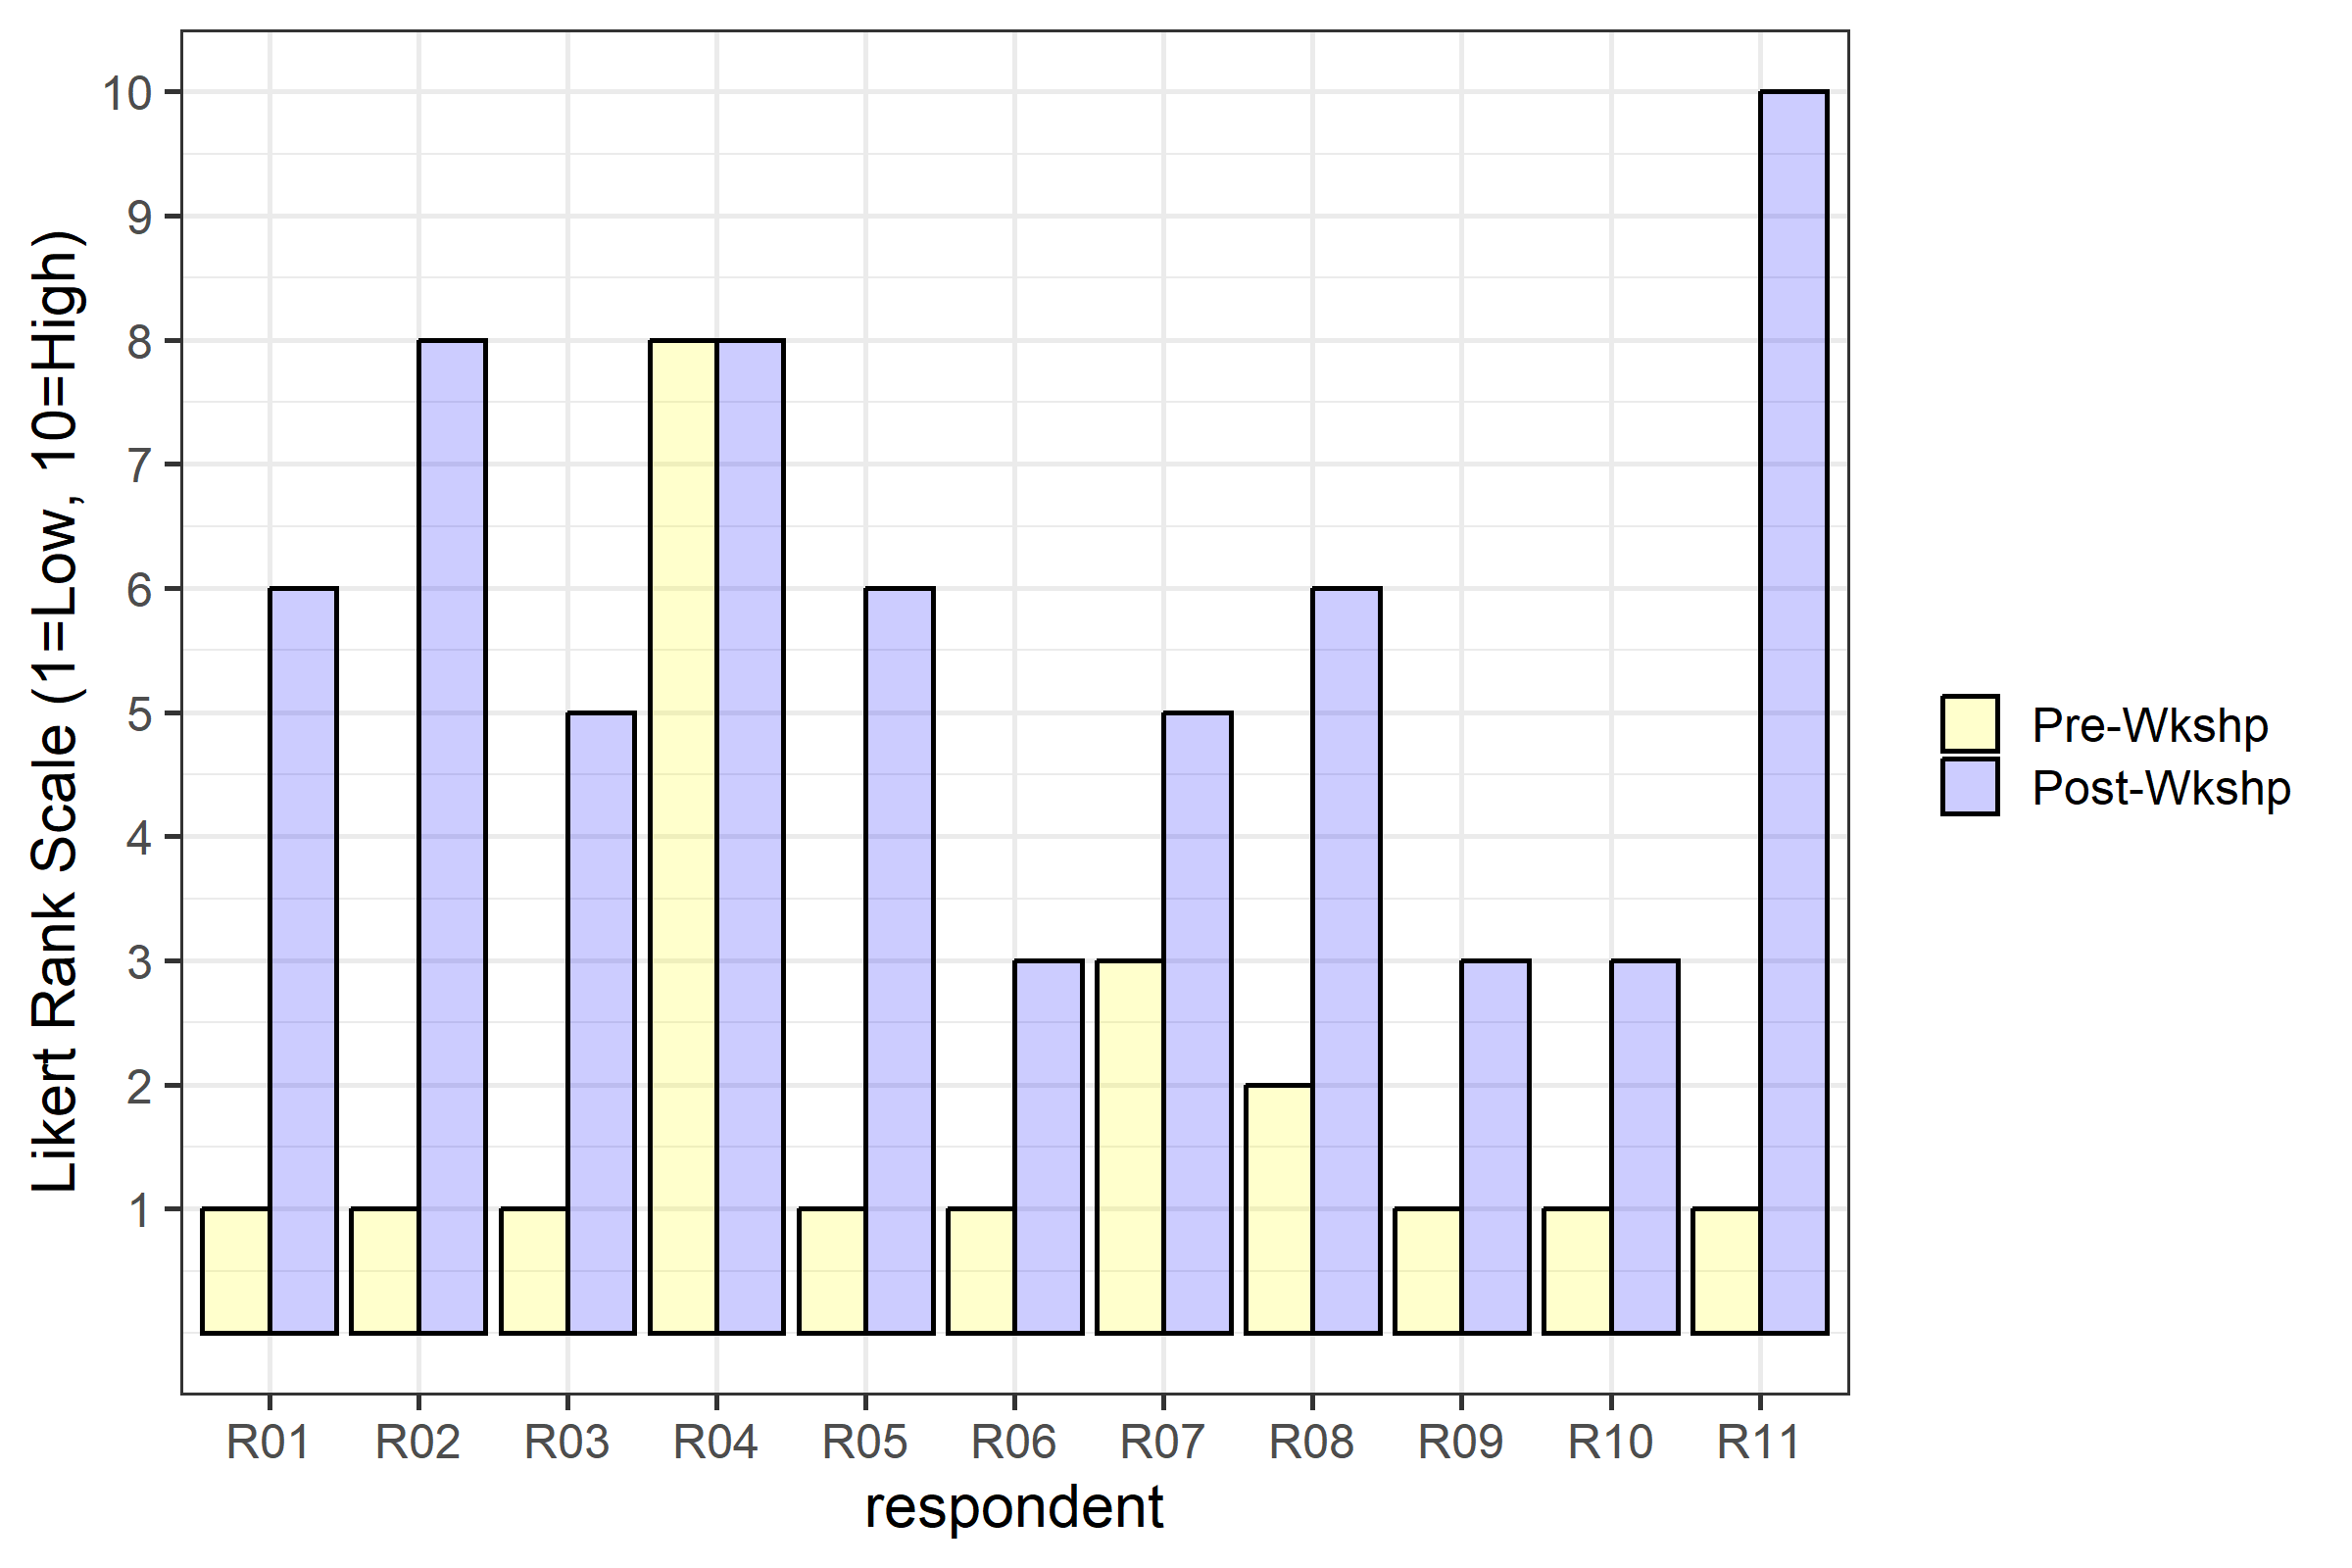 Likert Rank Scale (1=Low, 10=High)
10
9
8
7
6
5
4
3
2
1
R01 R02 R03 R04 R05 R06 R07 R08 R09 R10 R11
respondent
Pre-Wkshp
Post-Wkshp